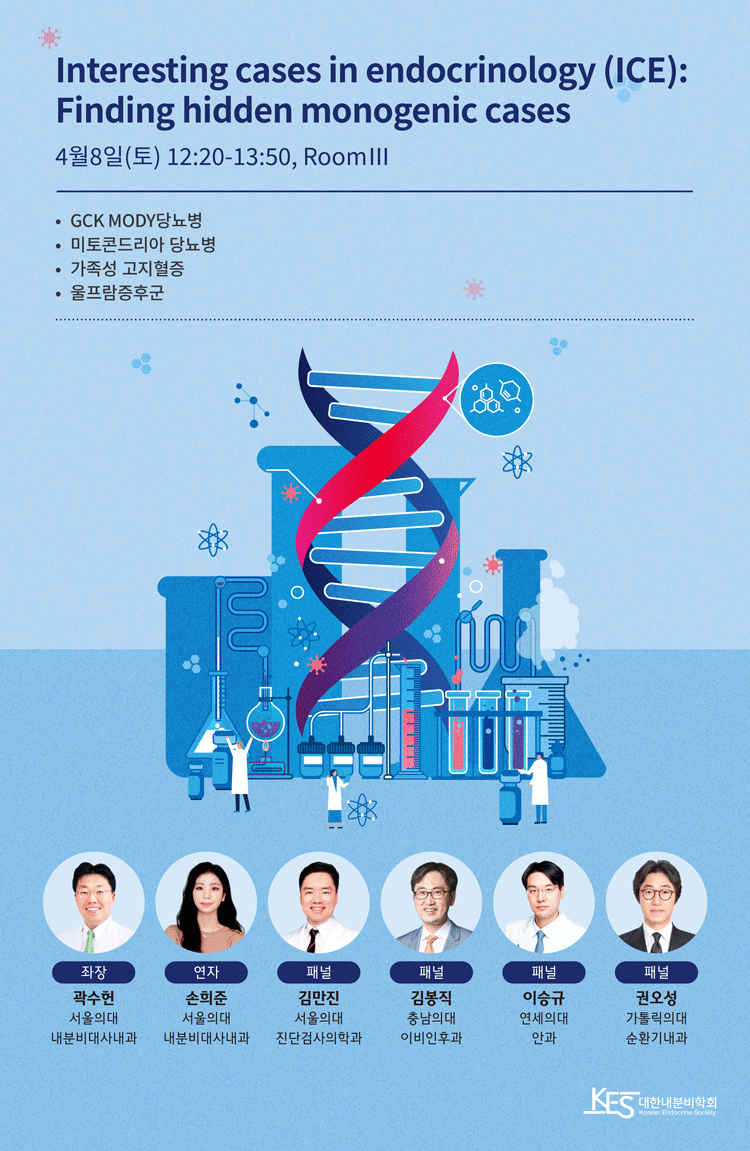 Interesting cases in endocrinology (ICE):
Finding hidden monogenic cases
4월8일(토) 12:20-13:50, RoomⅢ
• GCK MODY당뇨병
• 미토콘드리아 당뇨병
• 가족성 고지혈증
• 울프람증후군
좌장
곽수헌
서울의대
내분비대사내과
연자
손희준
서울의대
내분비대사내과
패널
김만진
서울의대
진단검사의학과
패널
김봉직
충남의대
이비인후과
패널
이승규
연세의대
안과
패널
권오성
가톨릭의대
순환기내과
KES 대한내분비학회
Korean Endocrine Society